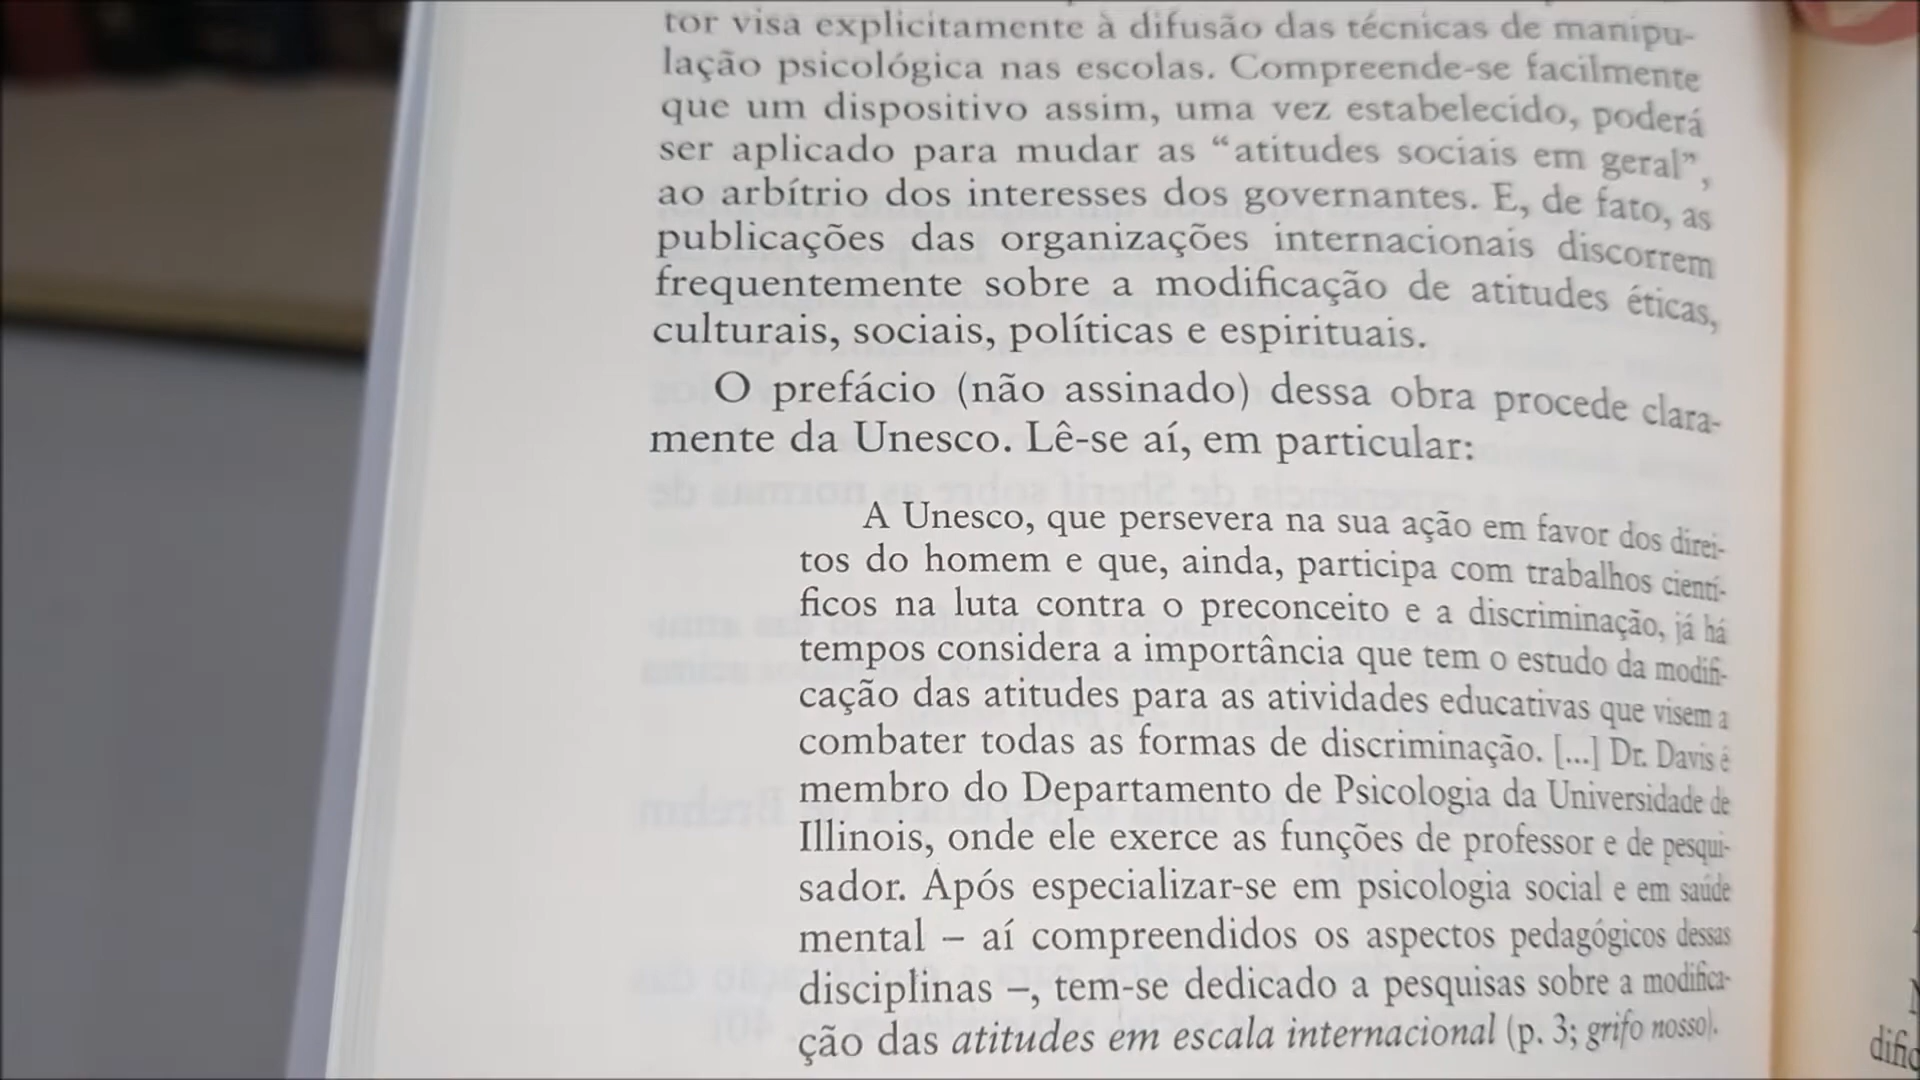 tor visa explicitamente à difusão das técnicas de manipu-
lação psicológica nas escolas. Compreende-se facilmente
que um dispositivo assim, uma vez estabelecido, poderá
ser aplicado para mudar as “atitudes sociais em geral”,
ao arbítrio dos interesses dos governantes. E, de fato, as
publicações das organizações internacionais discorrem
frequentemente sobre a modificação de atitudes éticas,
culturais, sociais, políticas e espirituais.
O prefácio (não assinado) dessa obra procede clara-
mente da Unesco. Lê-se aí, em particular:
A Unesco, que persevera na sua ação em favor dos direi-
tos do homem e que, ainda, participa com trabalhos cientí-
ficos na luta contra o preconceito e a discriminação, já há
tempos considera a importância que tem o estudo da modifi-
cação das atitudes para as atividades educativas que visem a
combater todas as formas de discriminação. [...] Dr. Davis é
membro do Departamento de Psicologia da Universidade de
Illinois, onde ele exerce as funções de professor e de pesqui-
sador. Após especializar-se em psicologia social e em saúde
mental – aí compreendidos os aspectos pedagógicos dessas
disciplinas –, tem-se dedicado a pesquisas sobre a modifica-
ção das atitudes em escala internacional (p. 3; grifo nosso).